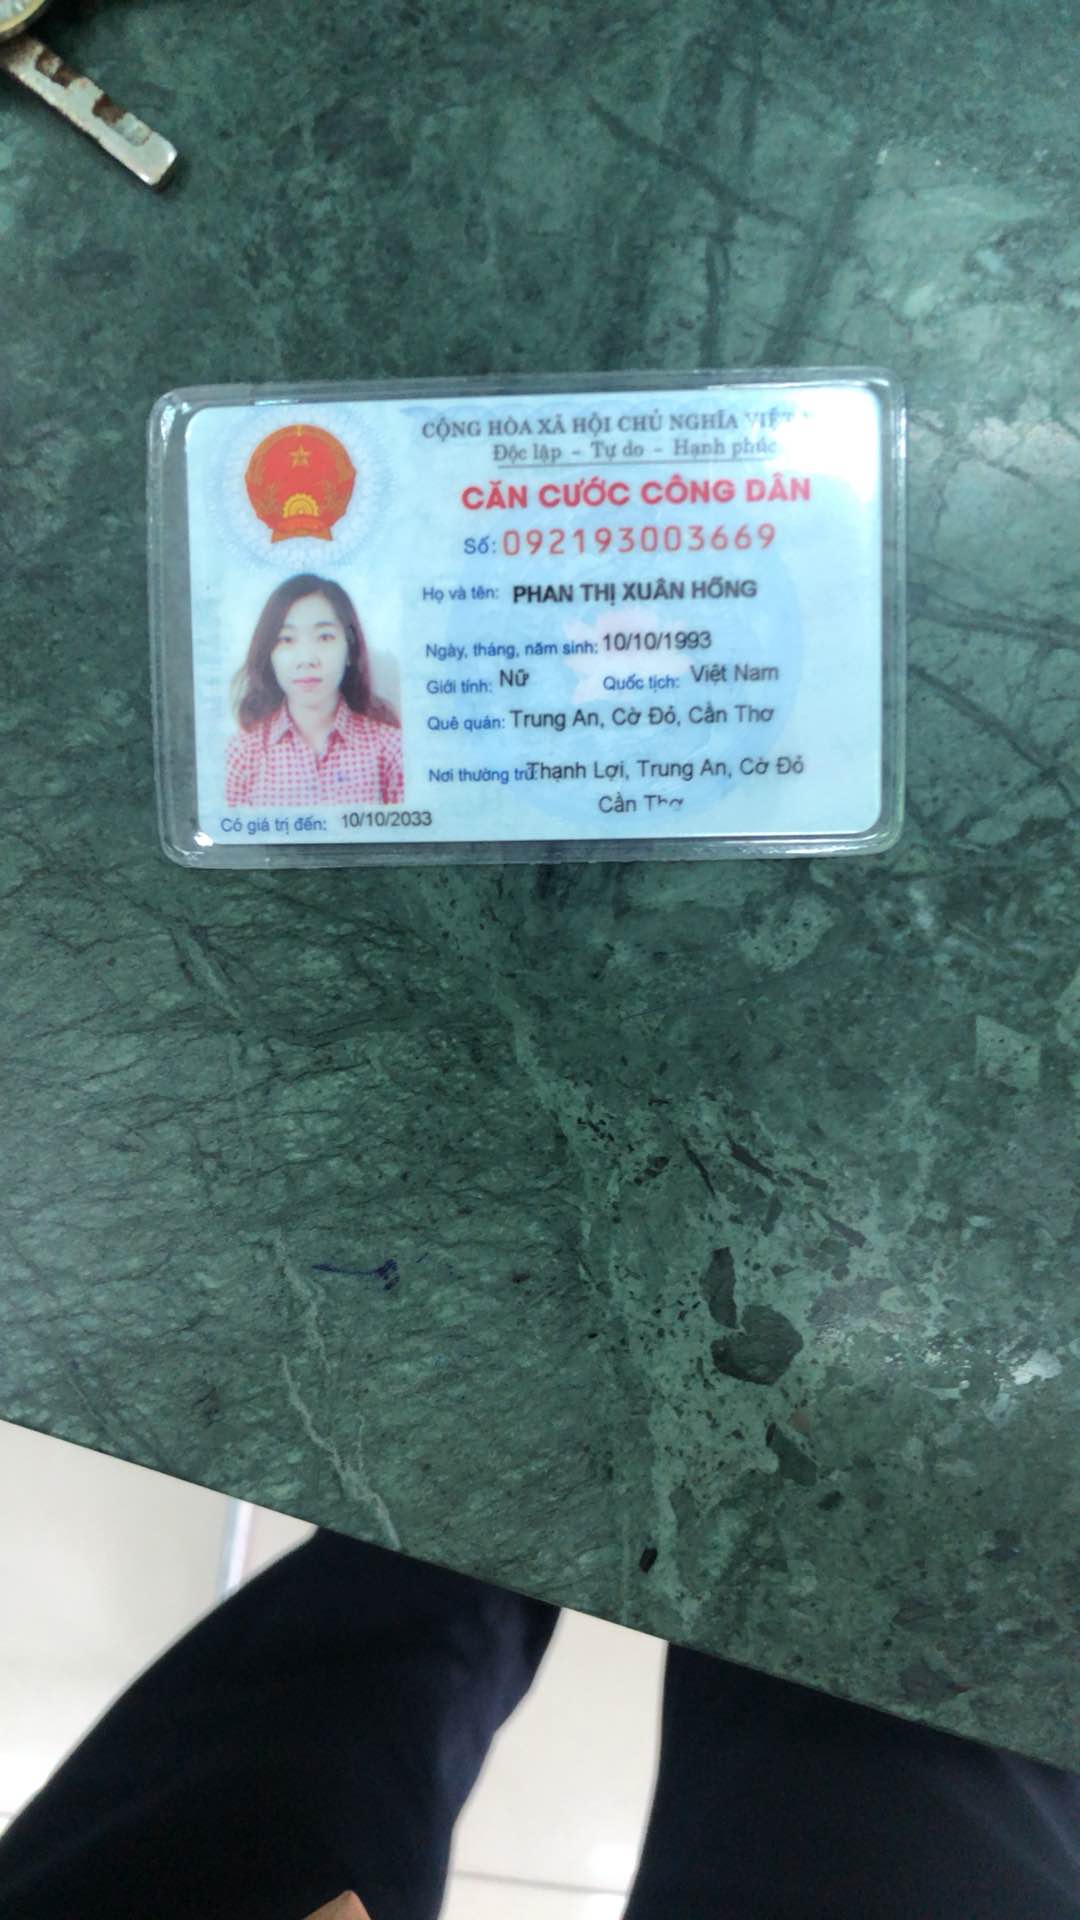 CỘNG HÒA XÃ HỘI CHỦ NGHĨA VIỆT
Độc lập - Tự do - Hạnh phúc
CĂN CƯỚC CÔNG DÂN
Số: 092193003669
Họ và tên: PHAN THỊ XUÂN HỒNG
Ngày, tháng, năm sinh: 10/10/1993
Giới tính: Nữ Quốc tịch: Việt Nam
Quê quán: Trung An, Cờ Đỏ, Cần Thơ
Nơi thường trú: Thạnh Lợi, Trung An, Cờ Đỏ
Cần Thơ
Có giá trị đến: 10/10/2033